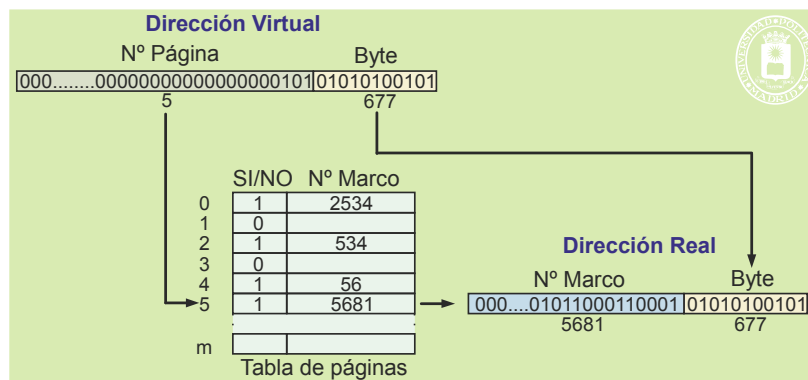 Dirección Virtual
Nº Página Byte
000........00000000000000000101 01010100101
5 677
SI/NO Nº Marco
0 1 2534
1 0
2 1 534
3 0
4 1 56
5 1 5681
m
Tabla de páginas
Dirección Real
Nº Marco Byte
000....01011000110001 01010100101
5681 677